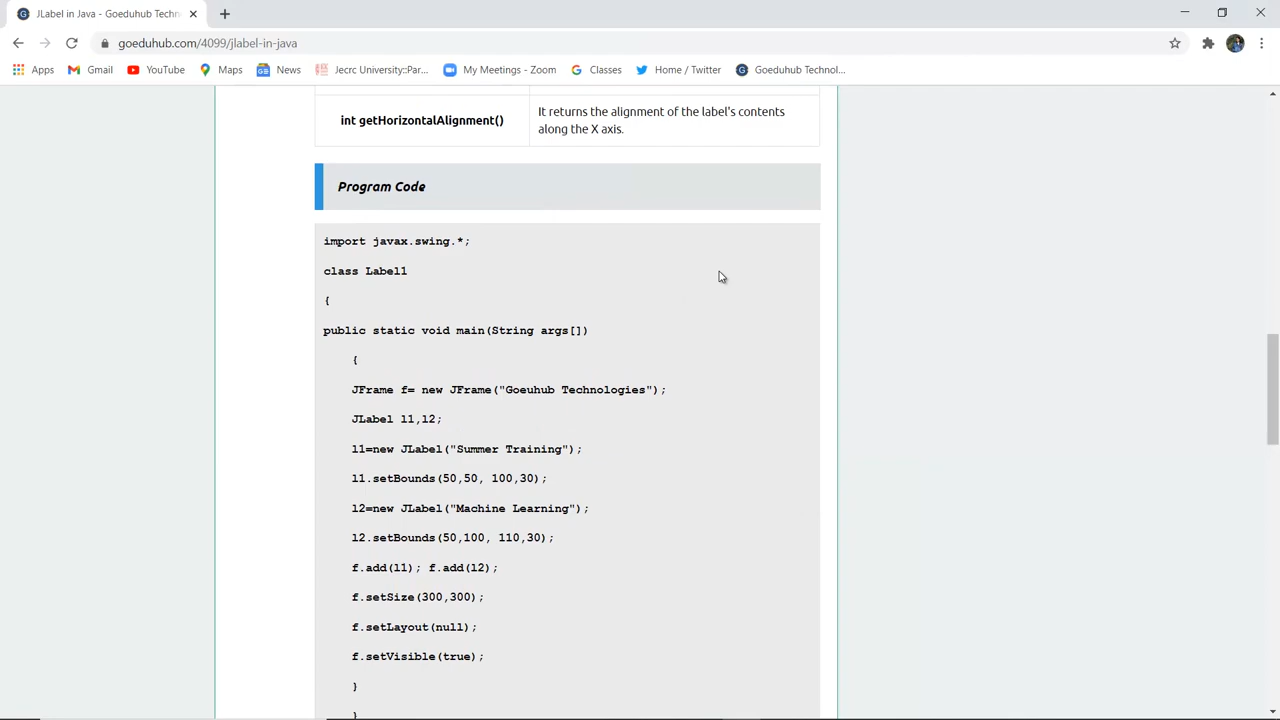 JLabel in Java - Goeduhub Techn
goeduhub.com/4099/jlabel-in-java
Apps
Gmail
YouTube
Maps
News
Jecrc University::Par...
My Meetings - Zoom
Classes
Home / Twitter
Goeduhub Technol...
int getHorizontalAlignment()
It returns the alignment of the label's contents
along the X axis.
Program Code
import javax.swing.*;
class Label1
{
public static void main(String args[])
{
JFrame f= new JFrame("Goeuhub Technologies");
JLabel l1,l2;
l1=new JLabel("Summer Training");
l1.setBounds(50,50, 100,30);
l2=new JLabel("Machine Learning");
l2.setBounds(50,100, 110,30);
f.add(l1); f.add(l2);
f.setSize(300,300);
f.setLayout(null);
f.setVisible(true);
}
}